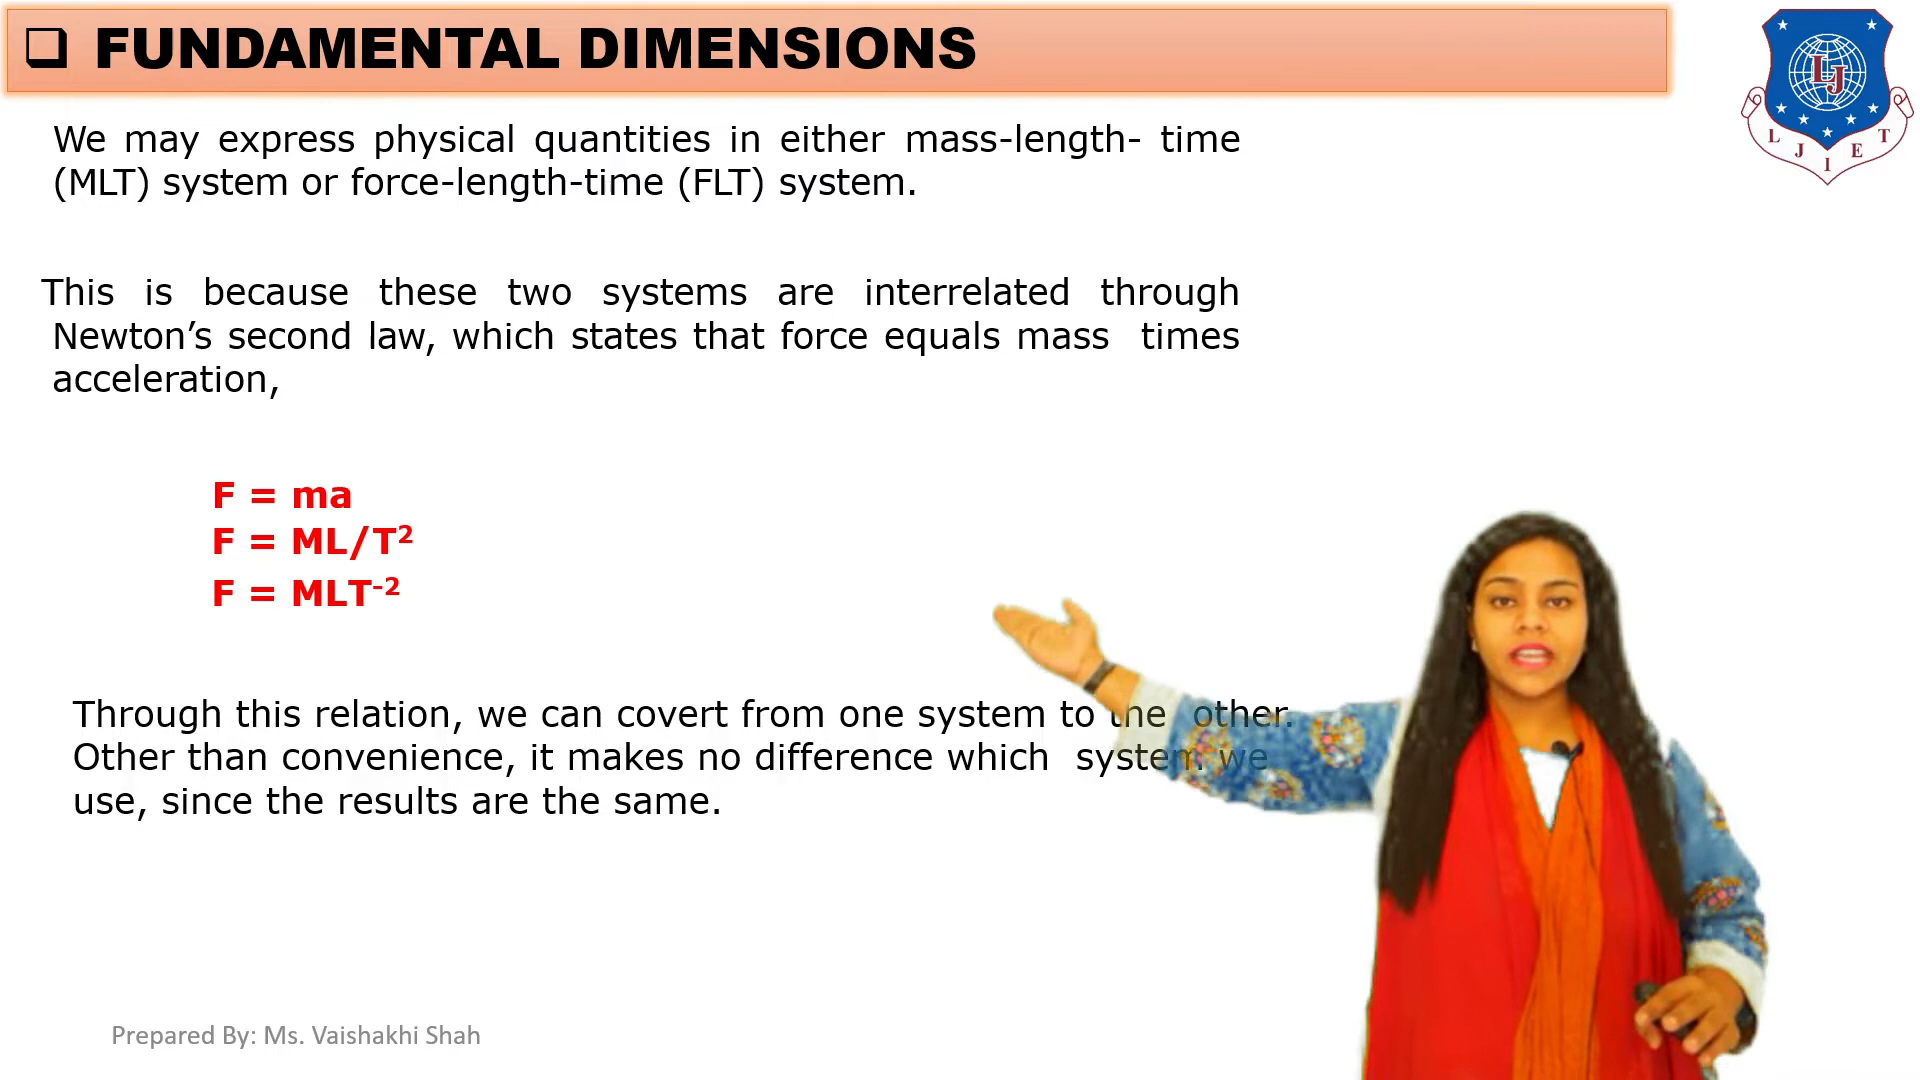 FUNDAMENTAL DIMENSIONS
We may express physical quantities in either mass-length- time
(MLT) system or force-length-time (FLT) system.
This is because these two systems are interrelated through
Newton’s second law, which states that force equals mass times
acceleration,
F = ma
F = ML/T²
F = MLT⁻²
Through this relation, we can covert from one system to the other.
Other than convenience, it makes no difference which system we
use, since the results are the same.
Prepared By: Ms. Vaishakhi Shah
LJ
L J I E T